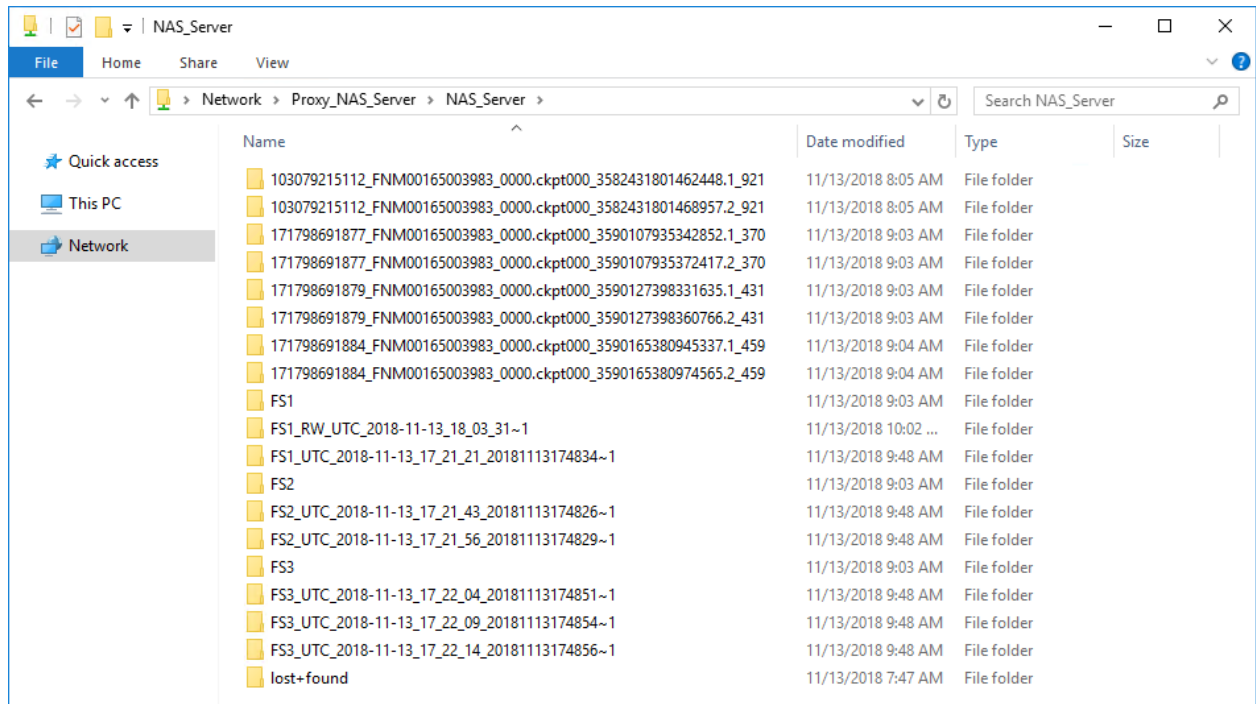 NAS_Server
File Home Share View
Network > Proxy_NAS_Server > NAS_Server > Search NAS_Server
Quick access
This PC
Network
Name Date modified Type Size
103079215112_FNM00165003983_0000.ckpt000_3582431801462448.1_921 11/13/2018 8:05 AM File folder
103079215112_FNM00165003983_0000.ckpt000_3582431801468957.2_921 11/13/2018 8:05 AM File folder
171798691877_FNM00165003983_0000.ckpt000_3590107935342852.1_370 11/13/2018 9:03 AM File folder
171798691877_FNM00165003983_0000.ckpt000_3590107935372417.2_370 11/13/2018 9:03 AM File folder
171798691879_FNM00165003983_0000.ckpt000_3590127398331635.1_431 11/13/2018 9:03 AM File folder
171798691879_FNM00165003983_0000.ckpt000_3590127398360766.2_431 11/13/2018 9:03 AM File folder
171798691884_FNM00165003983_0000.ckpt000_3590165380945337.1_459 11/13/2018 9:04 AM File folder
171798691884_FNM00165003983_0000.ckpt000_3590165380974565.2_459 11/13/2018 9:04 AM File folder
FS1 11/13/2018 9:03 AM File folder
FS1_RW_UTC_2018-11-13_18_03_31~1 11/13/2018 10:02 ... File folder
FS1_UTC_2018-11-13_17_21_21_20181113174834~1 11/13/2018 9:48 AM File folder
FS2 11/13/2018 9:03 AM File folder
FS2_UTC_2018-11-13_17_21_43_20181113174826~1 11/13/2018 9:48 AM File folder
FS2_UTC_2018-11-13_17_21_56_20181113174829~1 11/13/2018 9:48 AM File folder
FS3 11/13/2018 9:03 AM File folder
FS3_UTC_2018-11-13_17_22_04_20181113174851~1 11/13/2018 9:48 AM File folder
FS3_UTC_2018-11-13_17_22_09_20181113174854~1 11/13/2018 9:48 AM File folder
FS3_UTC_2018-11-13_17_22_14_20181113174856~1 11/13/2018 9:48 AM File folder
lost+found 11/13/2018 7:47 AM File folder